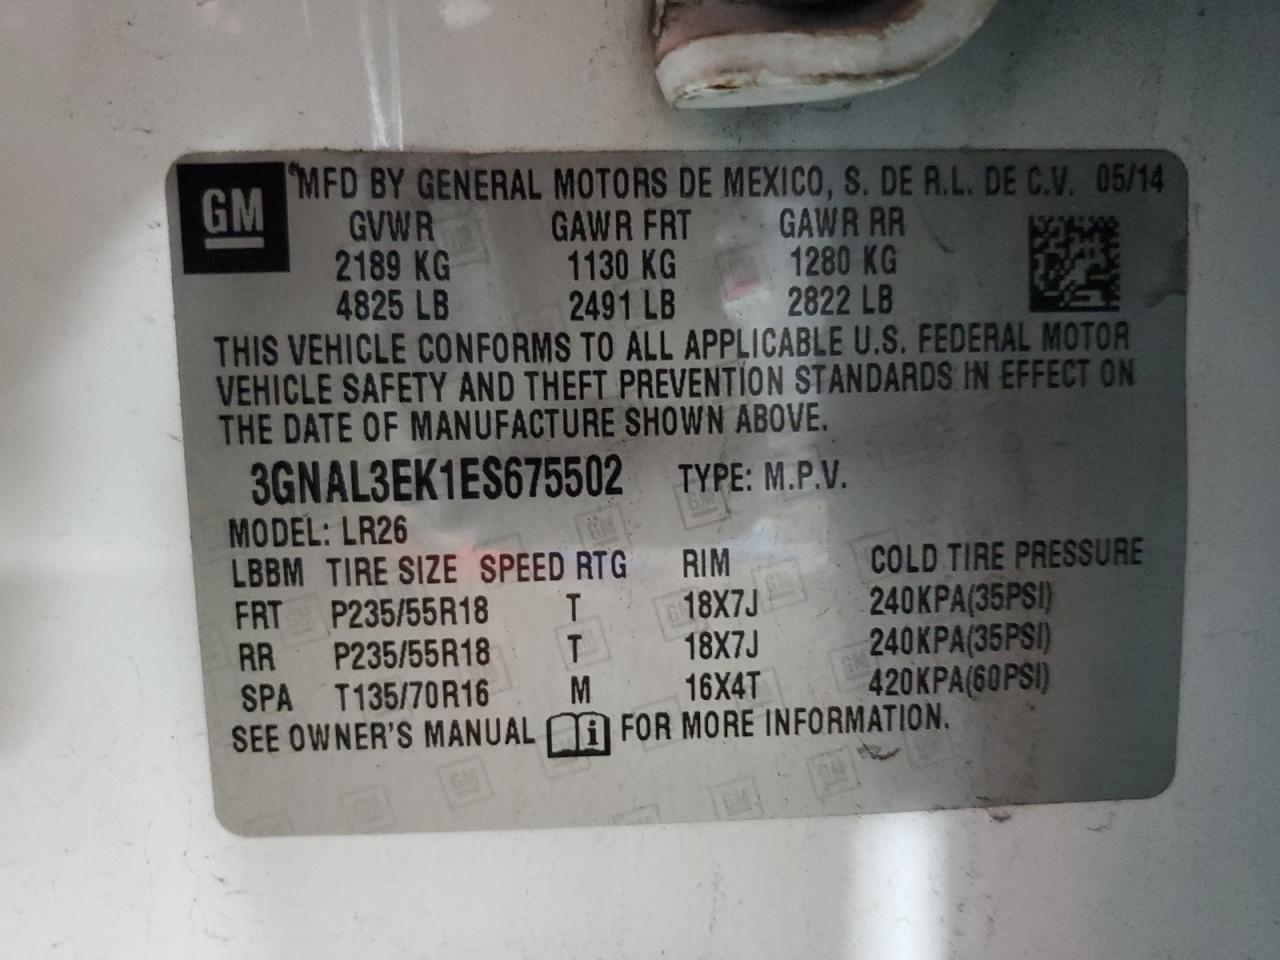 GM
MFD BY GENERAL MOTORS DE MEXICO, S. DE R.L. DE C.V. 05/14
GVWR GAWR FRT GAWR RR
2189 KG 1130 KG 1280 KG
4825 LB 2491 LB 2822 LB
THIS VEHICLE CONFORMS TO ALL APPLICABLE U.S. FEDERAL MOTOR
VEHICLE SAFETY AND THEFT PREVENTION STANDARDS IN EFFECT ON
THE DATE OF MANUFACTURE SHOWN ABOVE.
3GNAL3EK1ES675502 TYPE: M.P.V.
MODEL: LR26
LBBM TIRE SIZE SPEED RTG RIM COLD TIRE PRESSURE
FRT P235/55R18 T 18X7J 240KPA(35PSI)
RR P235/55R18 T 18X7J 240KPA(35PSI)
SPA T135/70R16 M 16X4T 420KPA(60PSI)
SEE OWNER'S MANUAL i FOR MORE INFORMATION.